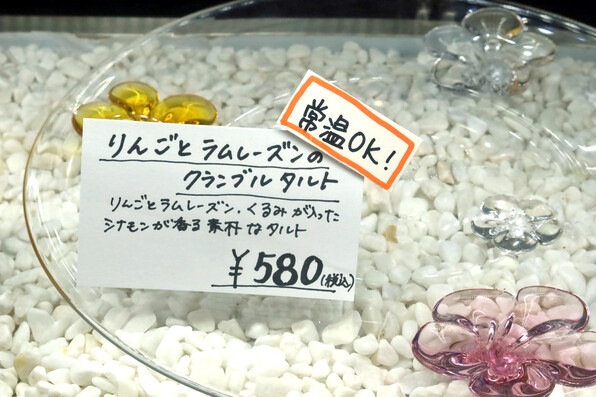 常温OK!
りんごとラムレーズンの
クランブルタルト
りんごとラムレーズン、くるみが入った
シナモンが香る素朴なタルト
¥580(税込)